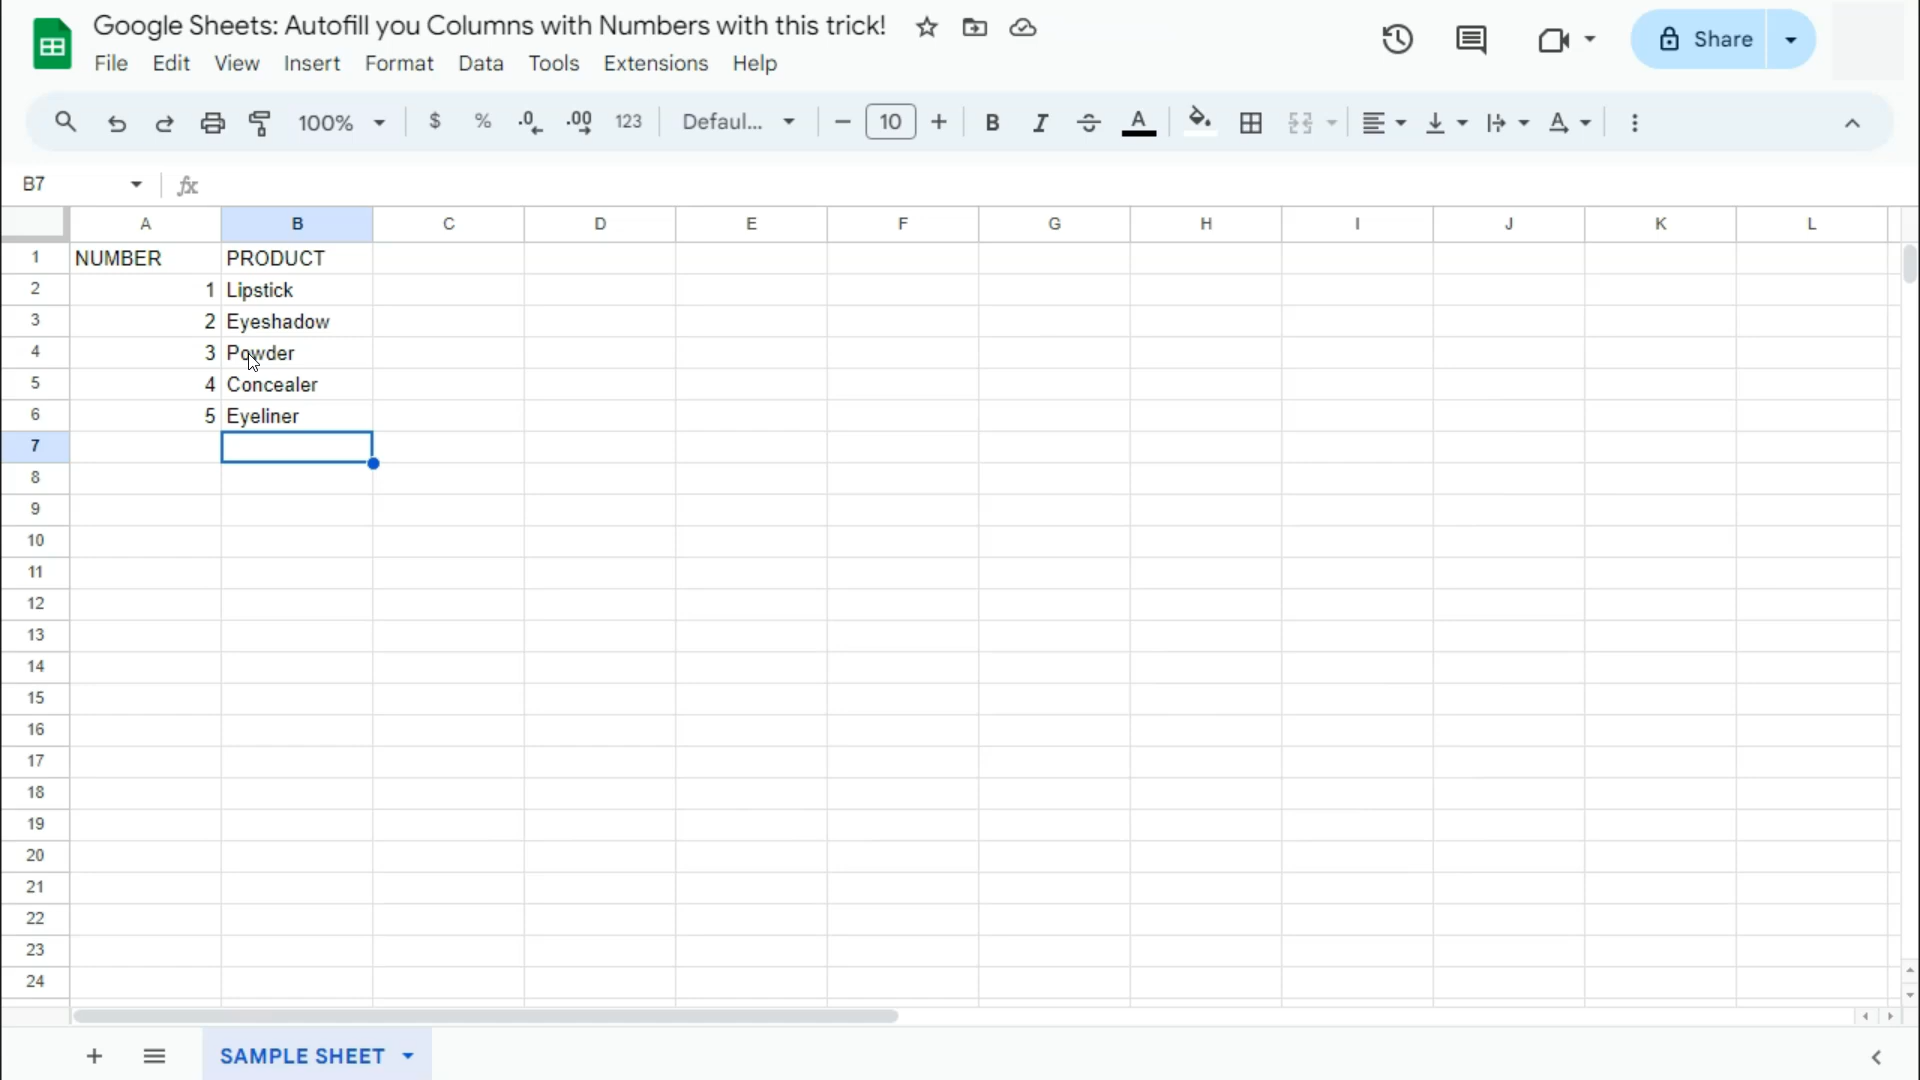 Google Sheets: Autofill you Columns with Numbers with this trick!
File Edit View Insert Format Data Tools Extensions Help
Share
100% $ % .0 .00 123 Defaul... 10 B I S A
B7 fx
A B C D E F G H I J K L
1 NUMBER PRODUCT
2 1 Lipstick
3 2 Eyeshadow
4 3 Powder
5 4 Concealer
6 5 Eyeliner
7
8
9
10
11
12
13
14
15
16
17
18
19
20
21
22
23
24
SAMPLE SHEET